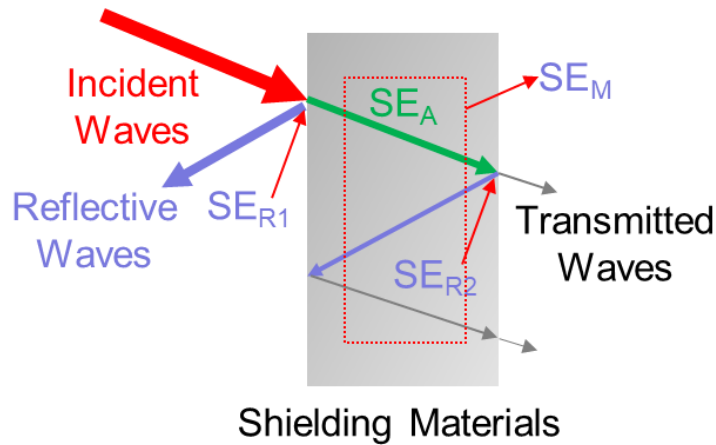 Incident
Waves
SE_A
SE_M
Reflective
Waves
SE_R1
Transmitted
Waves
SE_R2
Shielding Materials